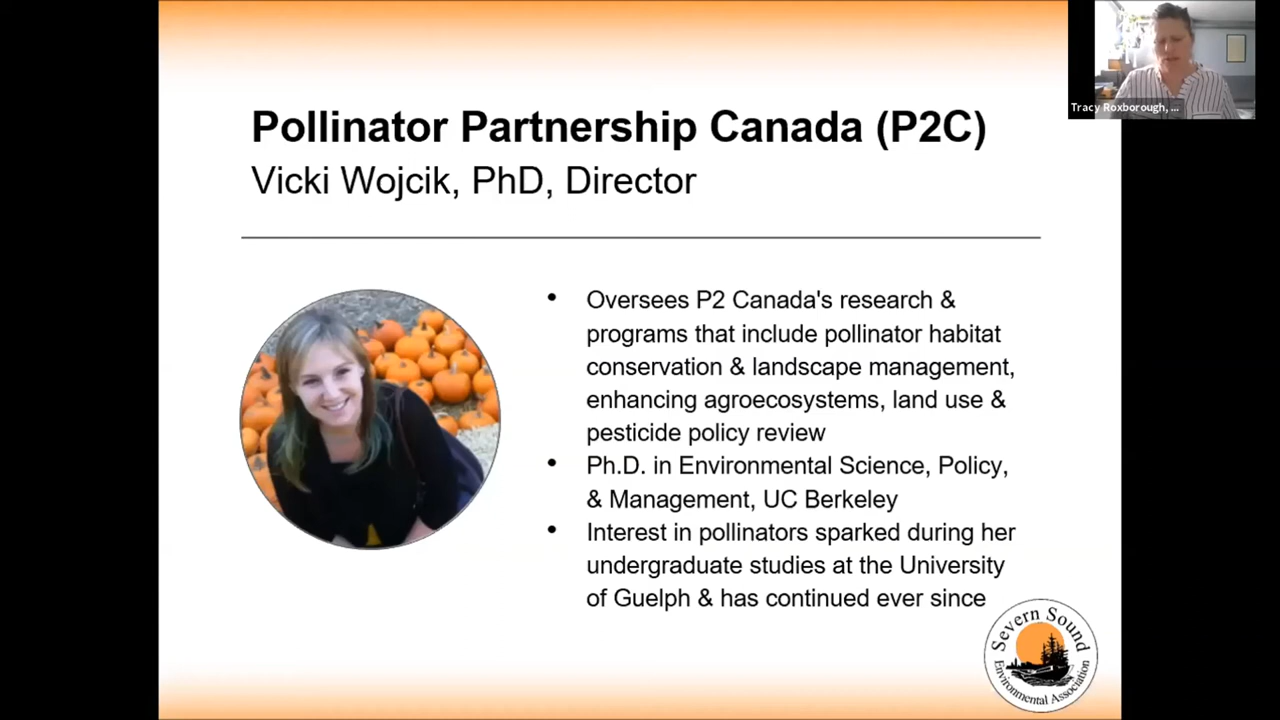 Pollinator Partnership Canada (P2C)
Vicki Wojcik, PhD, Director
Tracy Roxborough, ...
• Oversees P2 Canada's research &
programs that include pollinator habitat
conservation & landscape management,
enhancing agroecosystems, land use &
pesticide policy review
• Ph.D. in Environmental Science, Policy,
& Management, UC Berkeley
• Interest in pollinators sparked during her
undergraduate studies at the University
of Guelph & has continued ever since
Severn Sound
Environmental Association